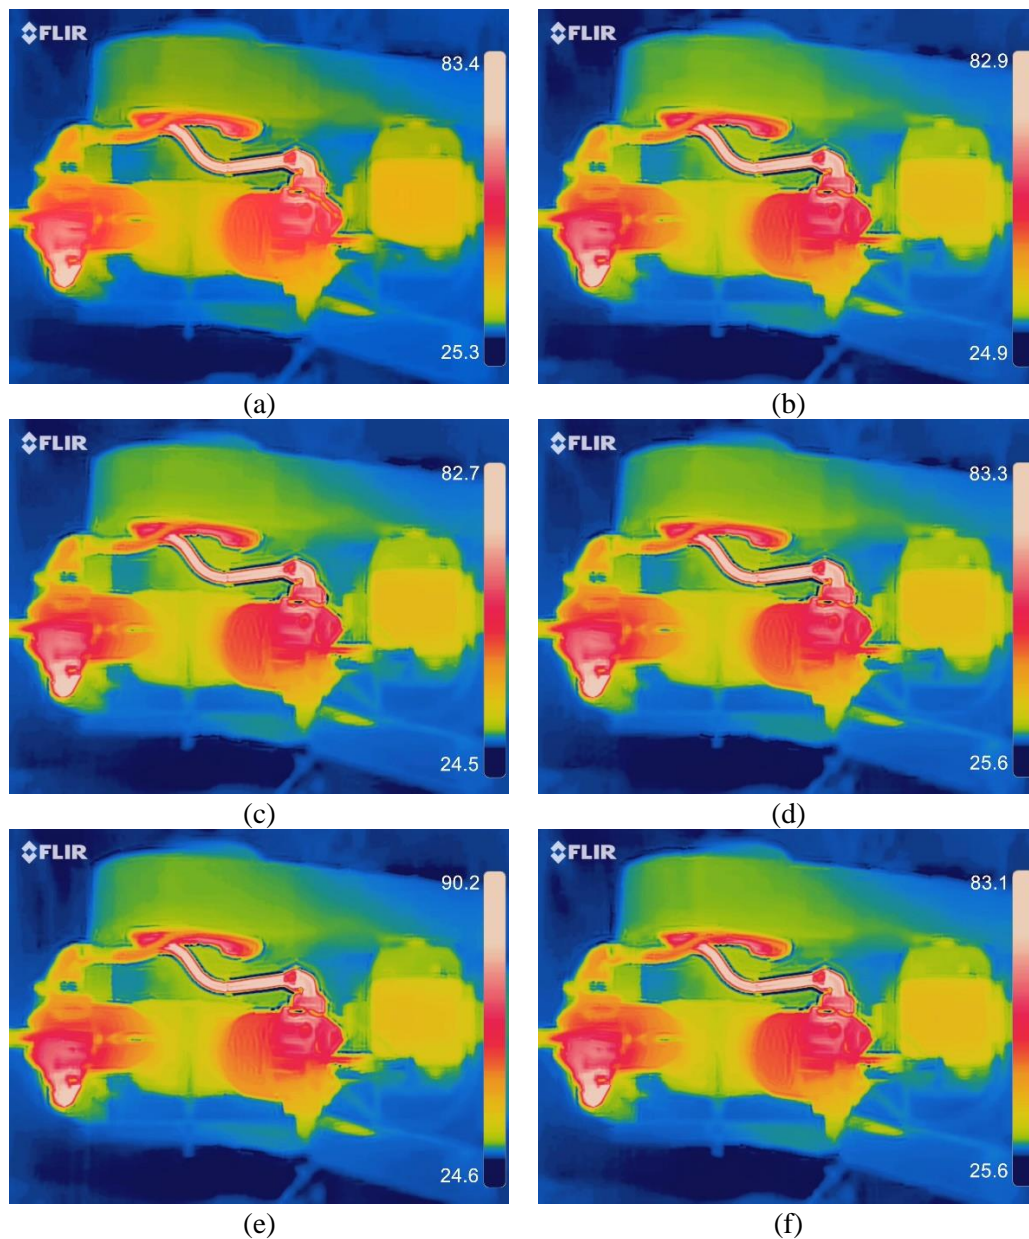 FLIR
83.4
25.3
(a)
FLIR
82.9
24.9
(b)
FLIR
82.7
24.5
(c)
FLIR
83.3
25.6
(d)
FLIR
90.2
24.6
(e)
FLIR
83.1
25.6
(f)